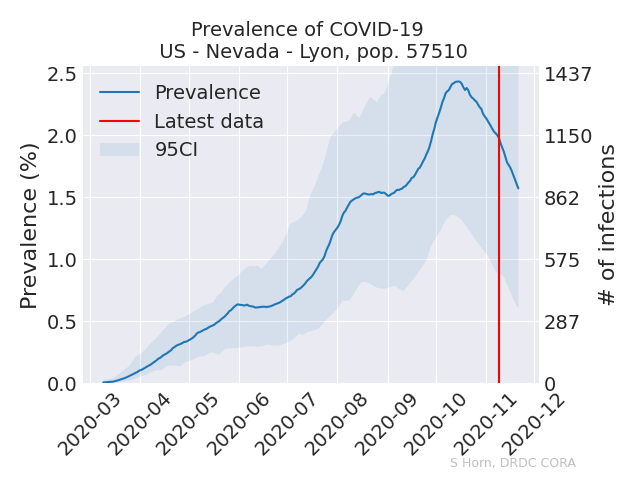 Prevalence of COVID-19
US - Nevada - Lyon, pop. 57510
Prevalence (%)
2.5
2.0
1.5
1.0
0.5
0.0
Prevalence
Latest data
95CI
1437
1150
862
575
287
0
# of infections
2020-03
2020-04
2020-05
2020-06
2020-07
2020-08
2020-09
2020-10
2020-11
2020-12
S Horn, DRDC CORA